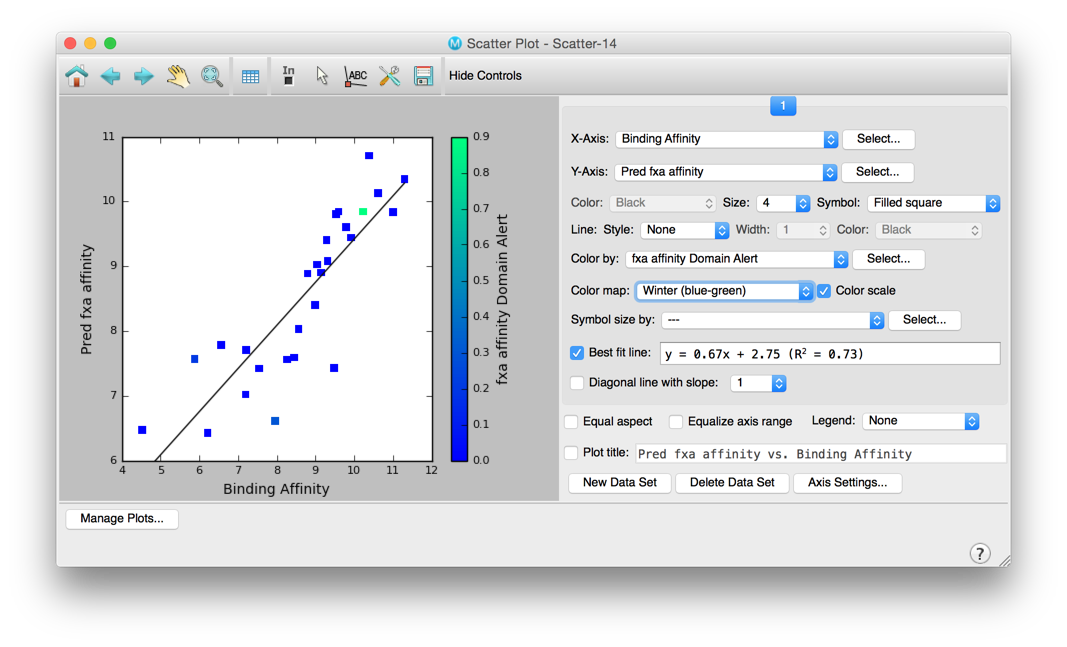 M Scatter Plot - Scatter-14
In ABC Hide Controls
1
X-Axis: Binding Affinity Select...
Y-Axis: Pred fxa affinity Select...
Color: Black Size: 4 Symbol: Filled square
Line: Style: None Width: 1 Color: Black
Color by: fxa affinity Domain Alert Select...
Color map: Winter (blue-green) Color scale
Symbol size by: --- Select...
Best fit line: y = 0.67x + 2.75 (R² = 0.73)
Diagonal line with slope: 1
Equal aspect Equalize axis range Legend: None
Plot title: Pred fxa affinity vs. Binding Affinity
New Data Set Delete Data Set Axis Settings...
11
10
9
8
7
6
Pred fxa affinity
4 5 6 7 8 9 10 11 12
Binding Affinity
0.9
0.8
0.7
0.6
0.5
0.4
0.3
0.2
0.1
0.0
fxa affinity Domain Alert
Manage Plots...
?